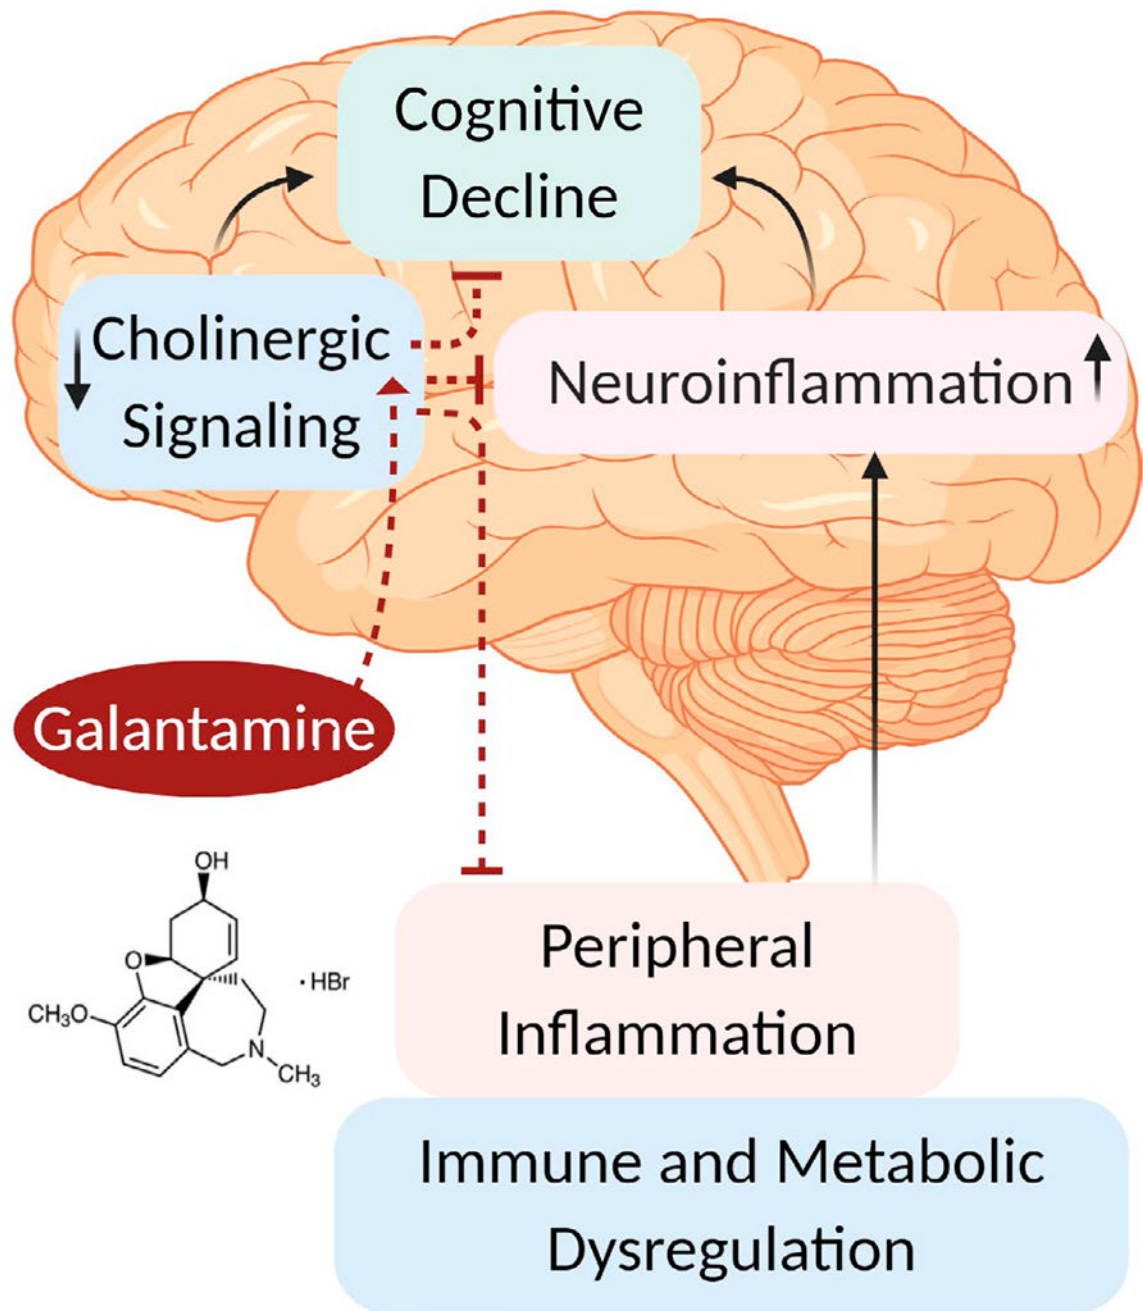 Cognitive
Decline
Cholinergic
Signaling
Neuroinflammation
Galantamine
OH
O
· HBr
CH3O
N
CH3
Peripheral
Inflammation
Immune and Metabolic
Dysregulation